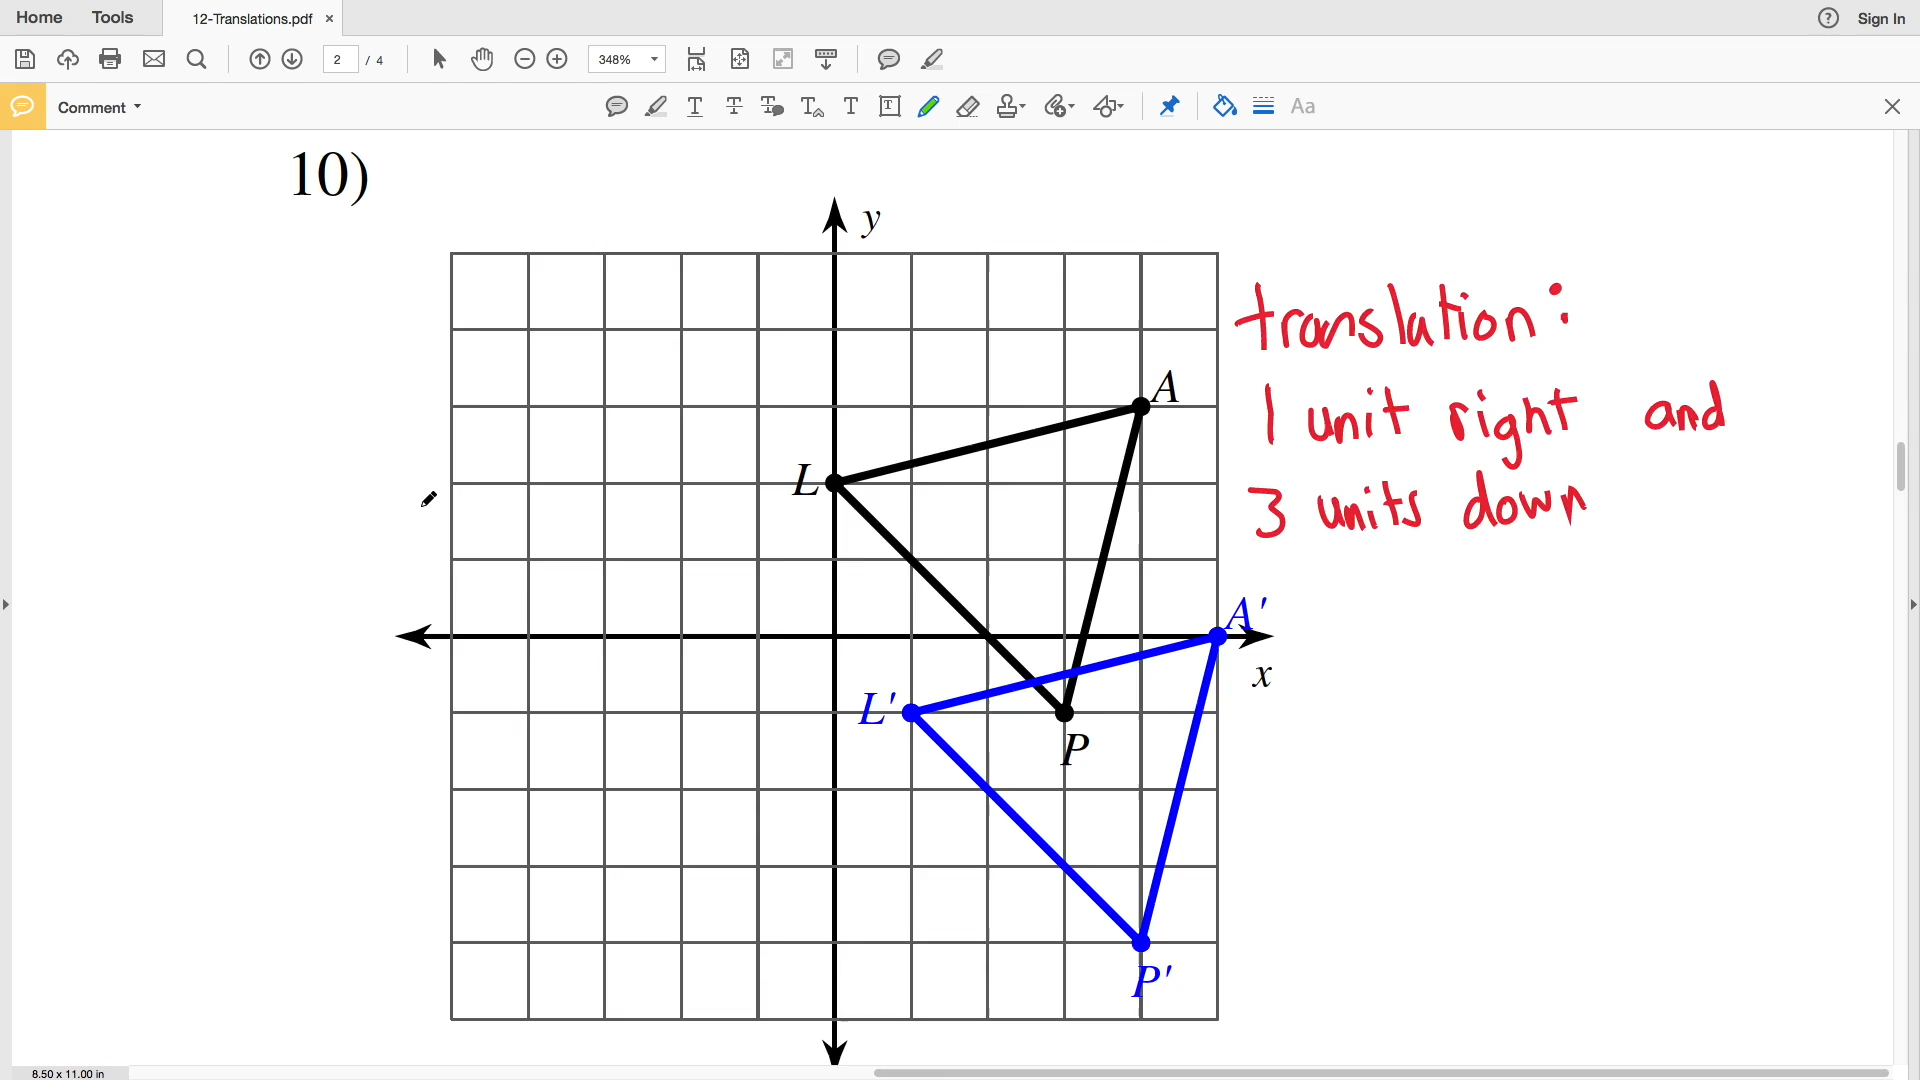 Home Tools 12-Translations.pdf × Sign In
2 / 4 348%
Comment
Aa
10)
y
translation:
A
1 unit right and
L
3 units down
A'
x
L'
P
P'
8.50 x 11.00 in